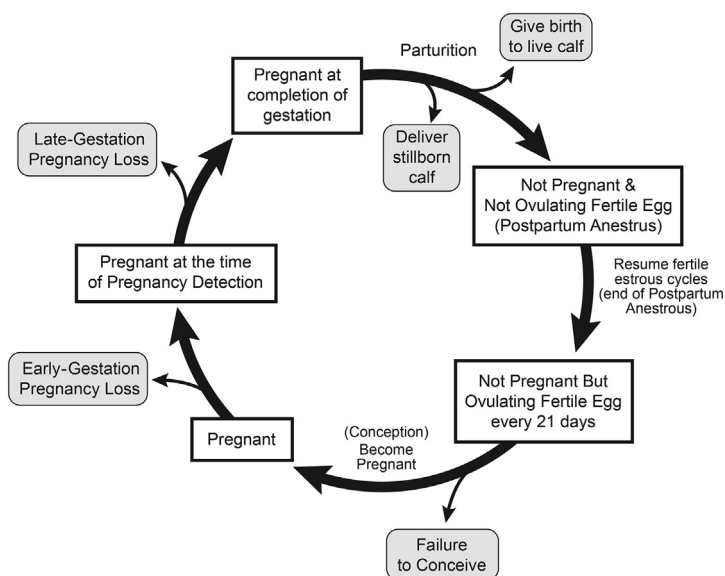 Give birth
to live calf
Parturition
Pregnant at
completion of
gestation
Deliver
stillborn
calf
Late-Gestation
Pregnancy Loss
Not Pregnant &
Not Ovulating Fertile Egg
(Postpartum Anestrus)
Pregnant at the time
of Pregnancy Detection
Resume fertile
estrous cycles
(end of Postpartum
Anestrous)
Early-Gestation
Pregnancy Loss
Not Pregnant But
Ovulating Fertile Egg
every 21 days
Pregnant
(Conception)
Become
Pregnant
Failure
to Conceive